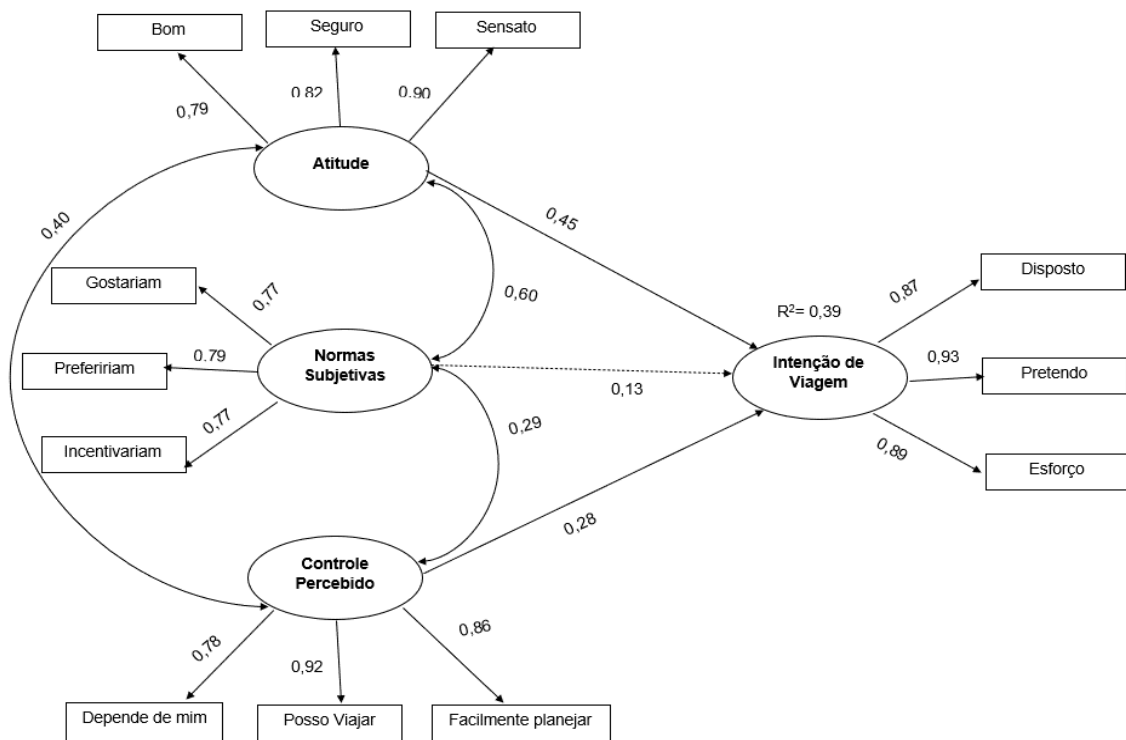 Bom
Seguro
Sensato
0,79
0.82
0.90
Atitude
0,40
0,45
Gostariam
0,77
0,60
Disposto
0,87
R²= 0,39
Prefeririam
0.79
Normas
Subjetivas
0,13
Intenção de
Viagem
0,93
Pretendo
Incentivariam
0,77
0,29
0,89
Esforço
0,28
Controle
Percebido
0,78
0,92
0,86
Depende de mim
Posso Viajar
Facilmente planejar